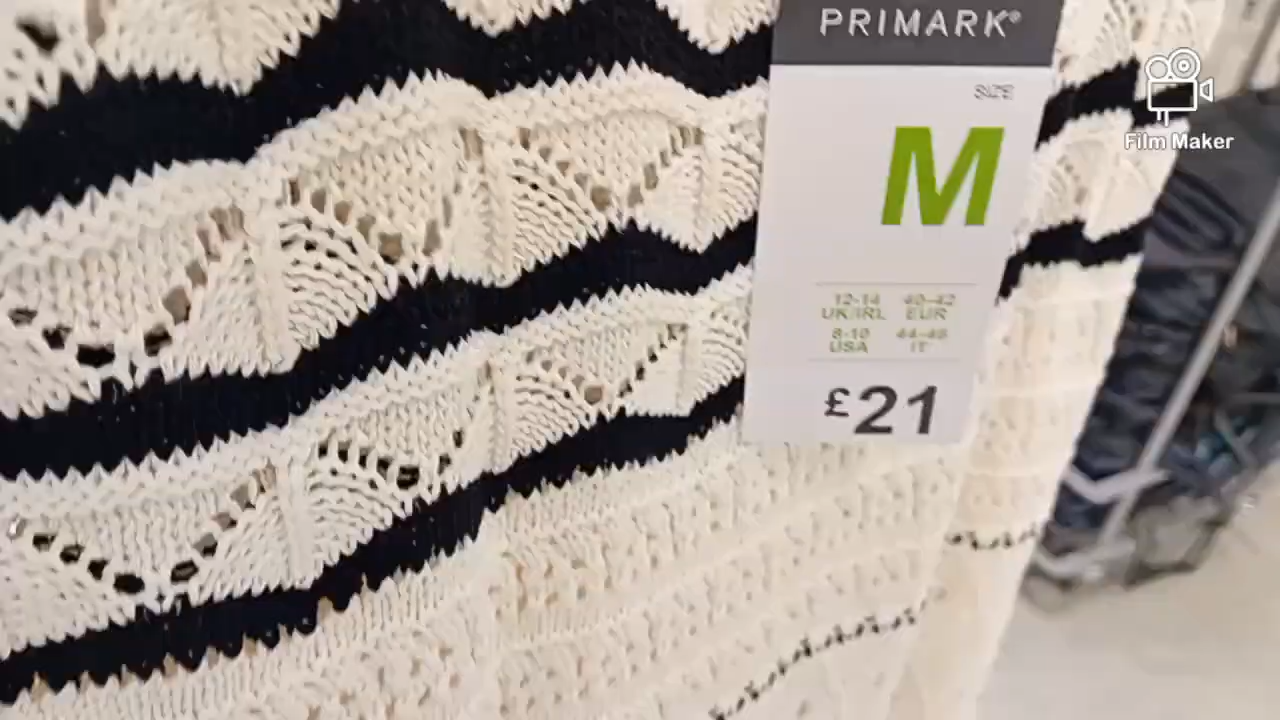 PRIMARK®
SIZE
M
12-14 40-42
UK/IRL EUR
8-10 44-46
USA IT
£21
Film Maker